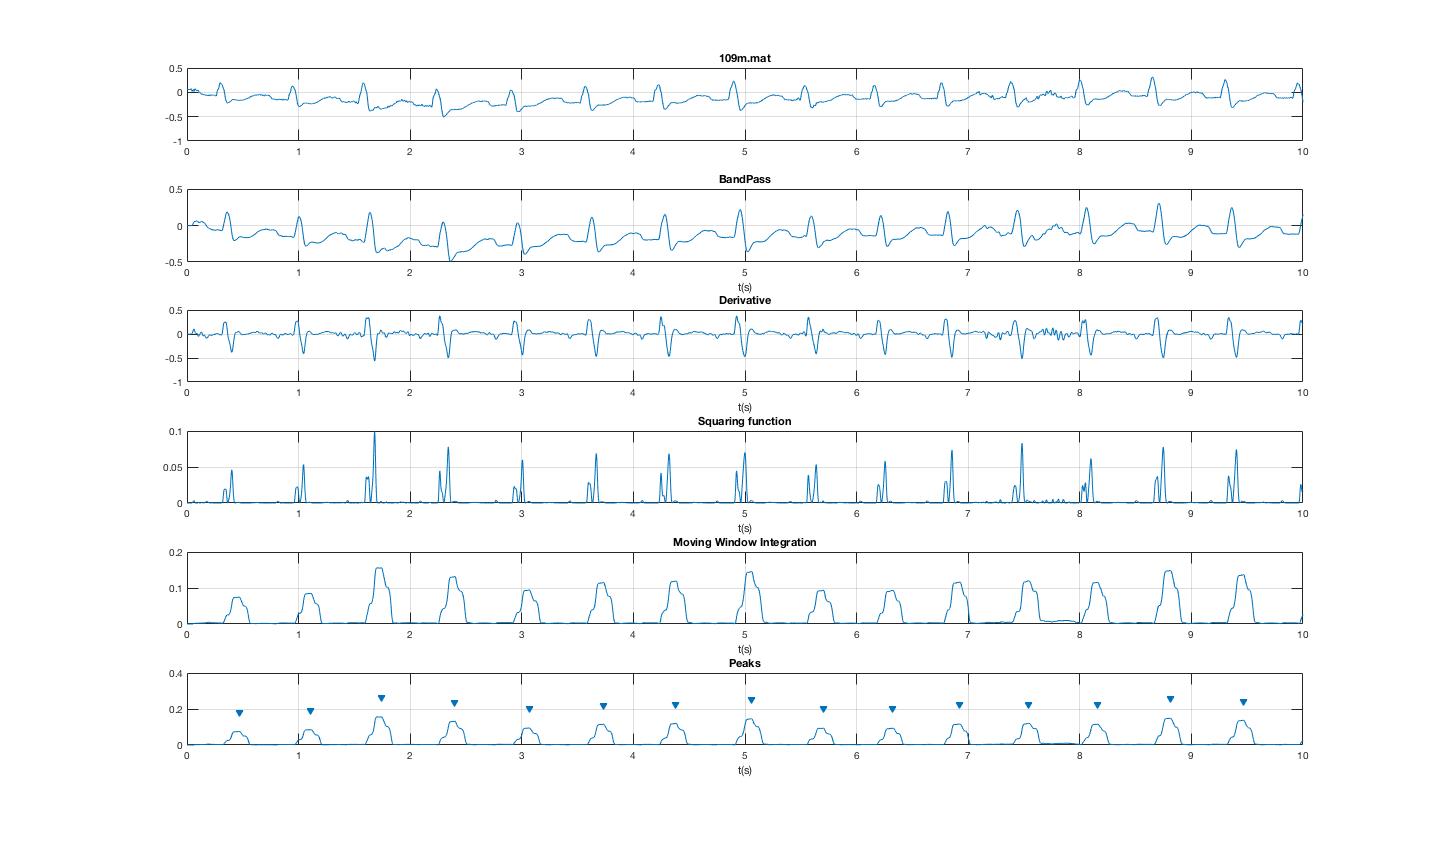 109m.mat
0.5
0
-0.5
-1
0 1 2 3 4 5 6 7 8 9 10
BandPass
0.5
0
-0.5
0 1 2 3 4 5 6 7 8 9 10
t(s)
Derivative
0.5
0
-0.5
-1
0 1 2 3 4 5 6 7 8 9 10
t(s)
Squaring function
0.1
0.05
0
0 1 2 3 4 5 6 7 8 9 10
t(s)
Moving Window Integration
0.2
0.1
0
0 1 2 3 4 5 6 7 8 9 10
t(s)
Peaks
0.4
0.2
0
0 1 2 3 4 5 6 7 8 9 10
t(s)